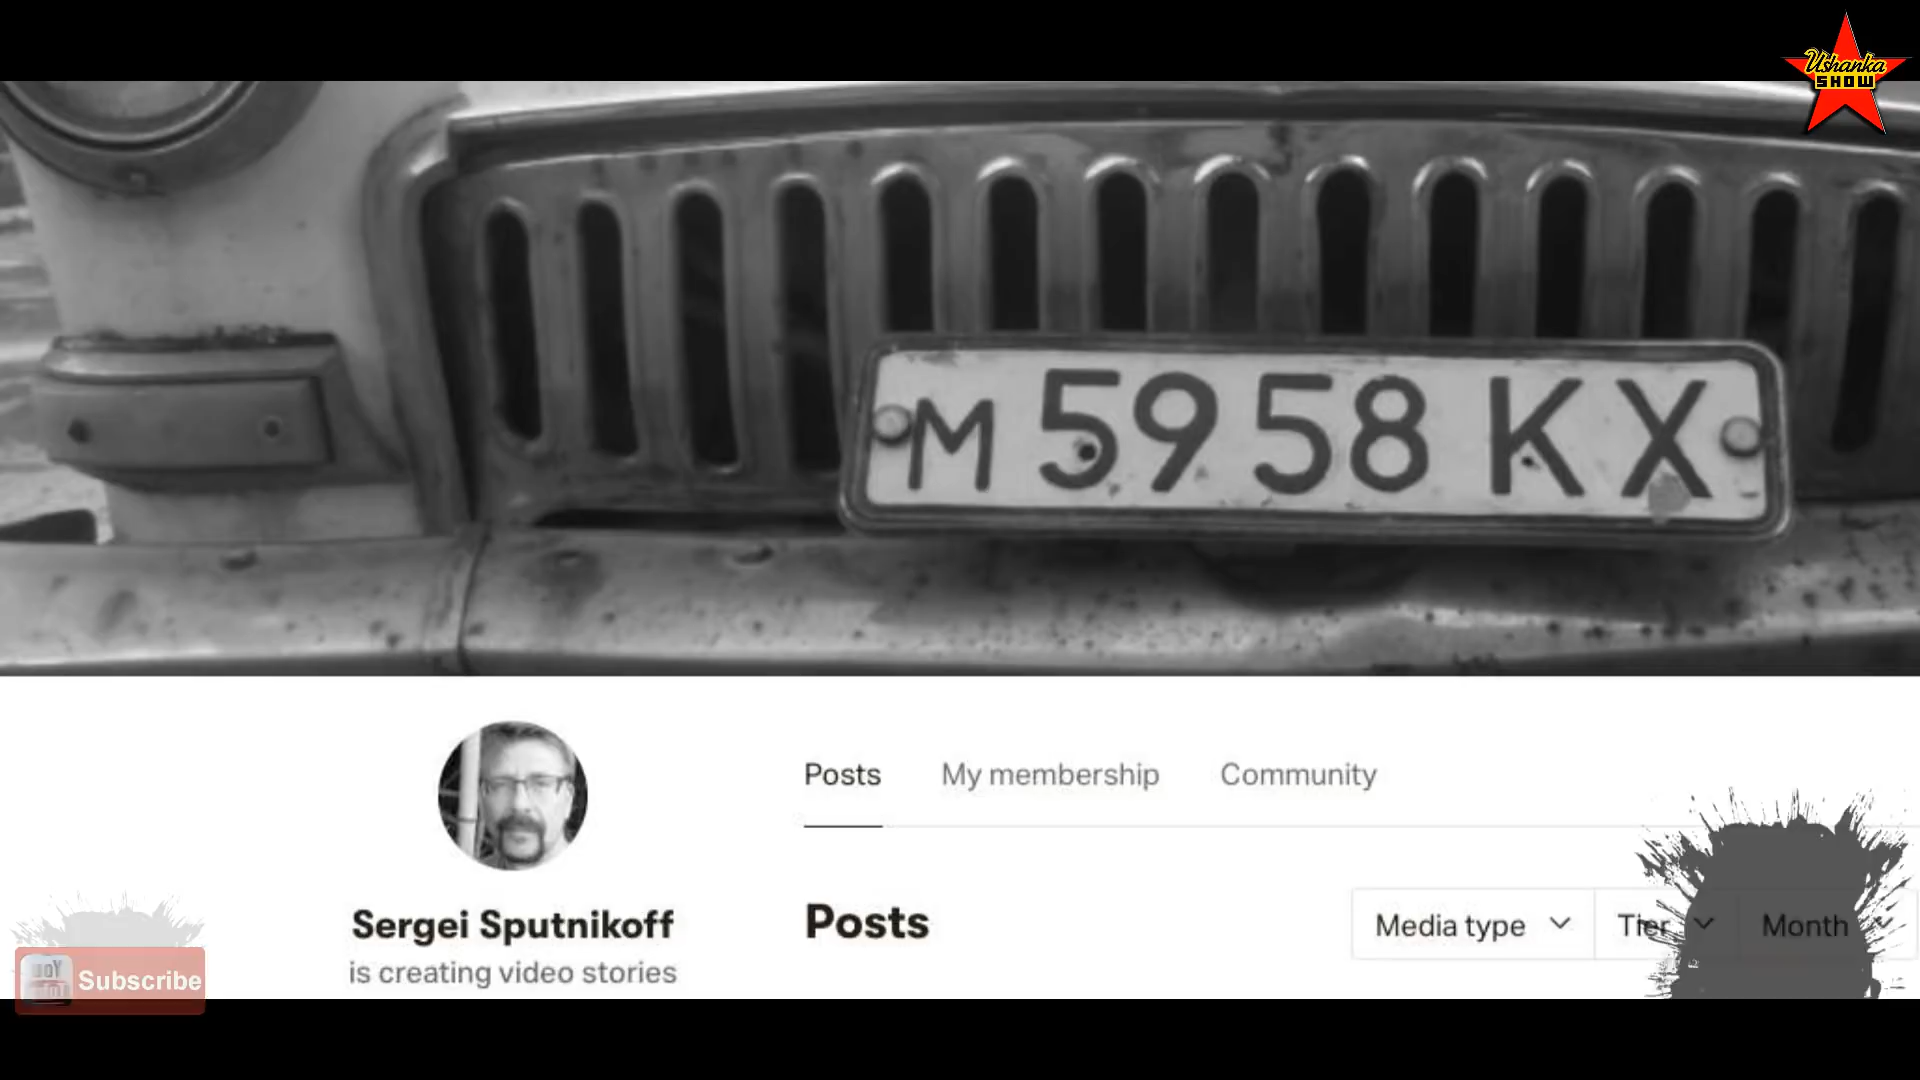 Ushanka
SHOW
м 5958 КХ
Posts
My membership
Community
Sergei Sputnikoff
is creating video stories
Posts
Media type
Tier
Month
Subscribe